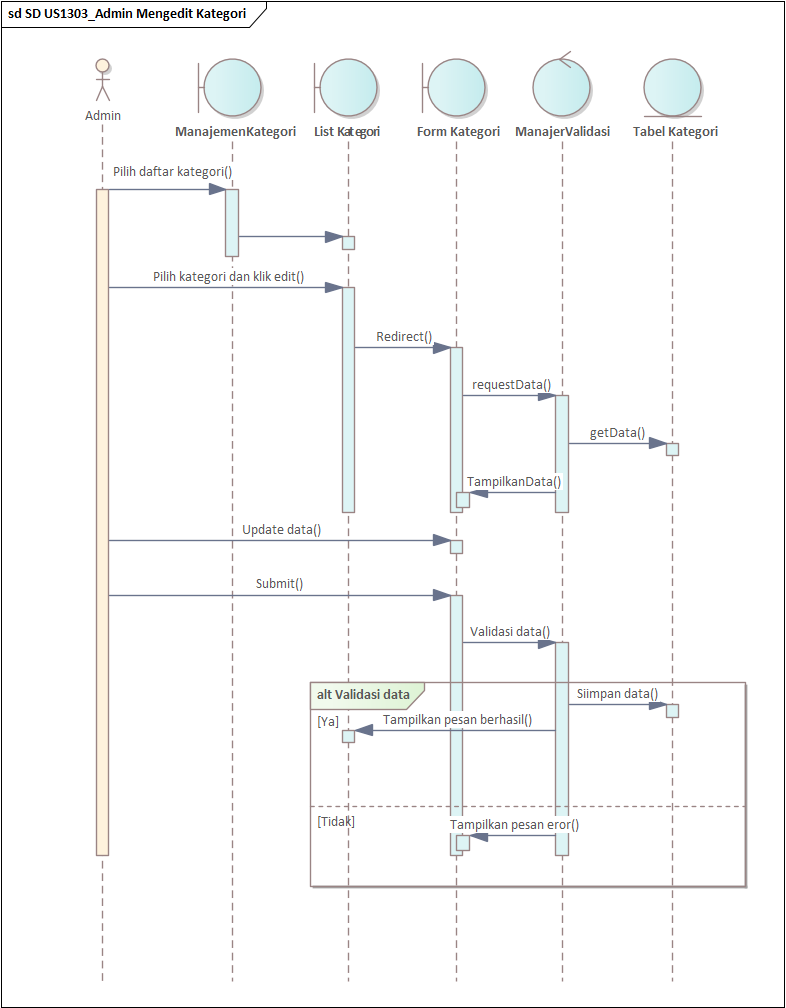 sd SD US1303_Admin Mengedit Kategori
Admin
ManajemenKategori
List Kategori
Form Kategori
ManajerValidasi
Tabel Kategori
Pilih daftar kategori()
Pilih kategori dan klik edit()
Redirect()
requestData()
getData()
TampilkanData()
Update data()
Submit()
Validasi data()
alt Validasi data
Siimpan data()
[Ya]
Tampilkan pesan berhasil()
[Tidak]
Tampilkan pesan eror()